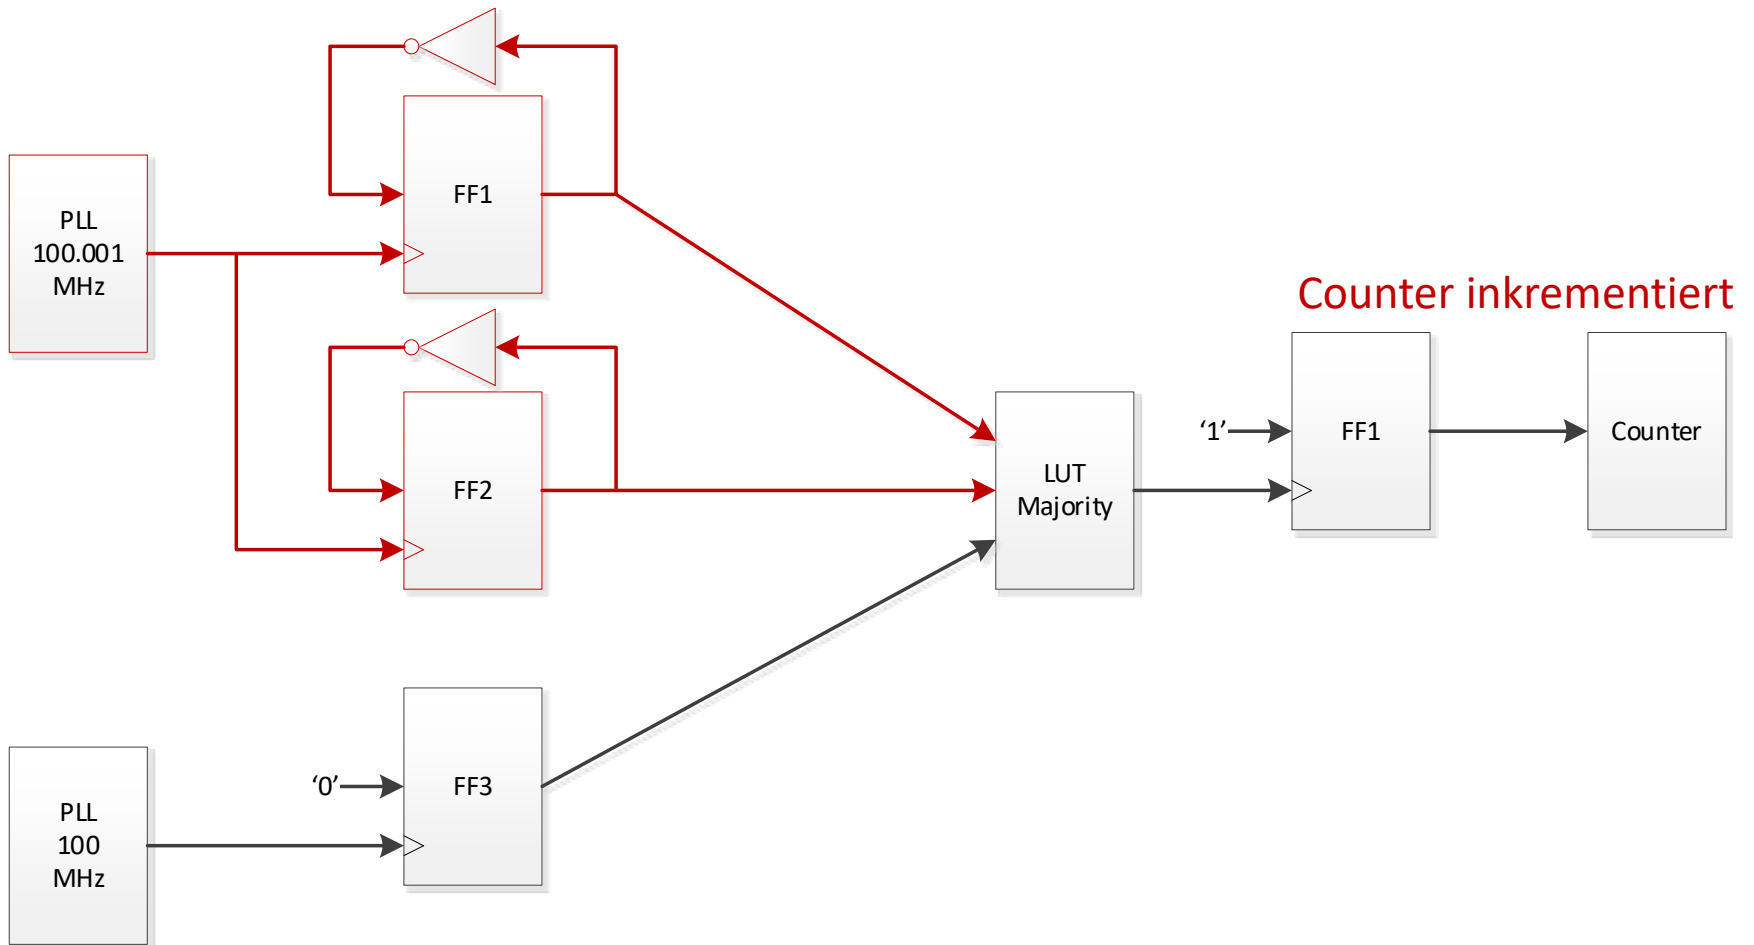 FF1
PLL
100.001
MHz
Counter inkrementiert
FF2
LUT
Majority
‘1’
FF1
Counter
‘0’
FF3
PLL
100
MHz